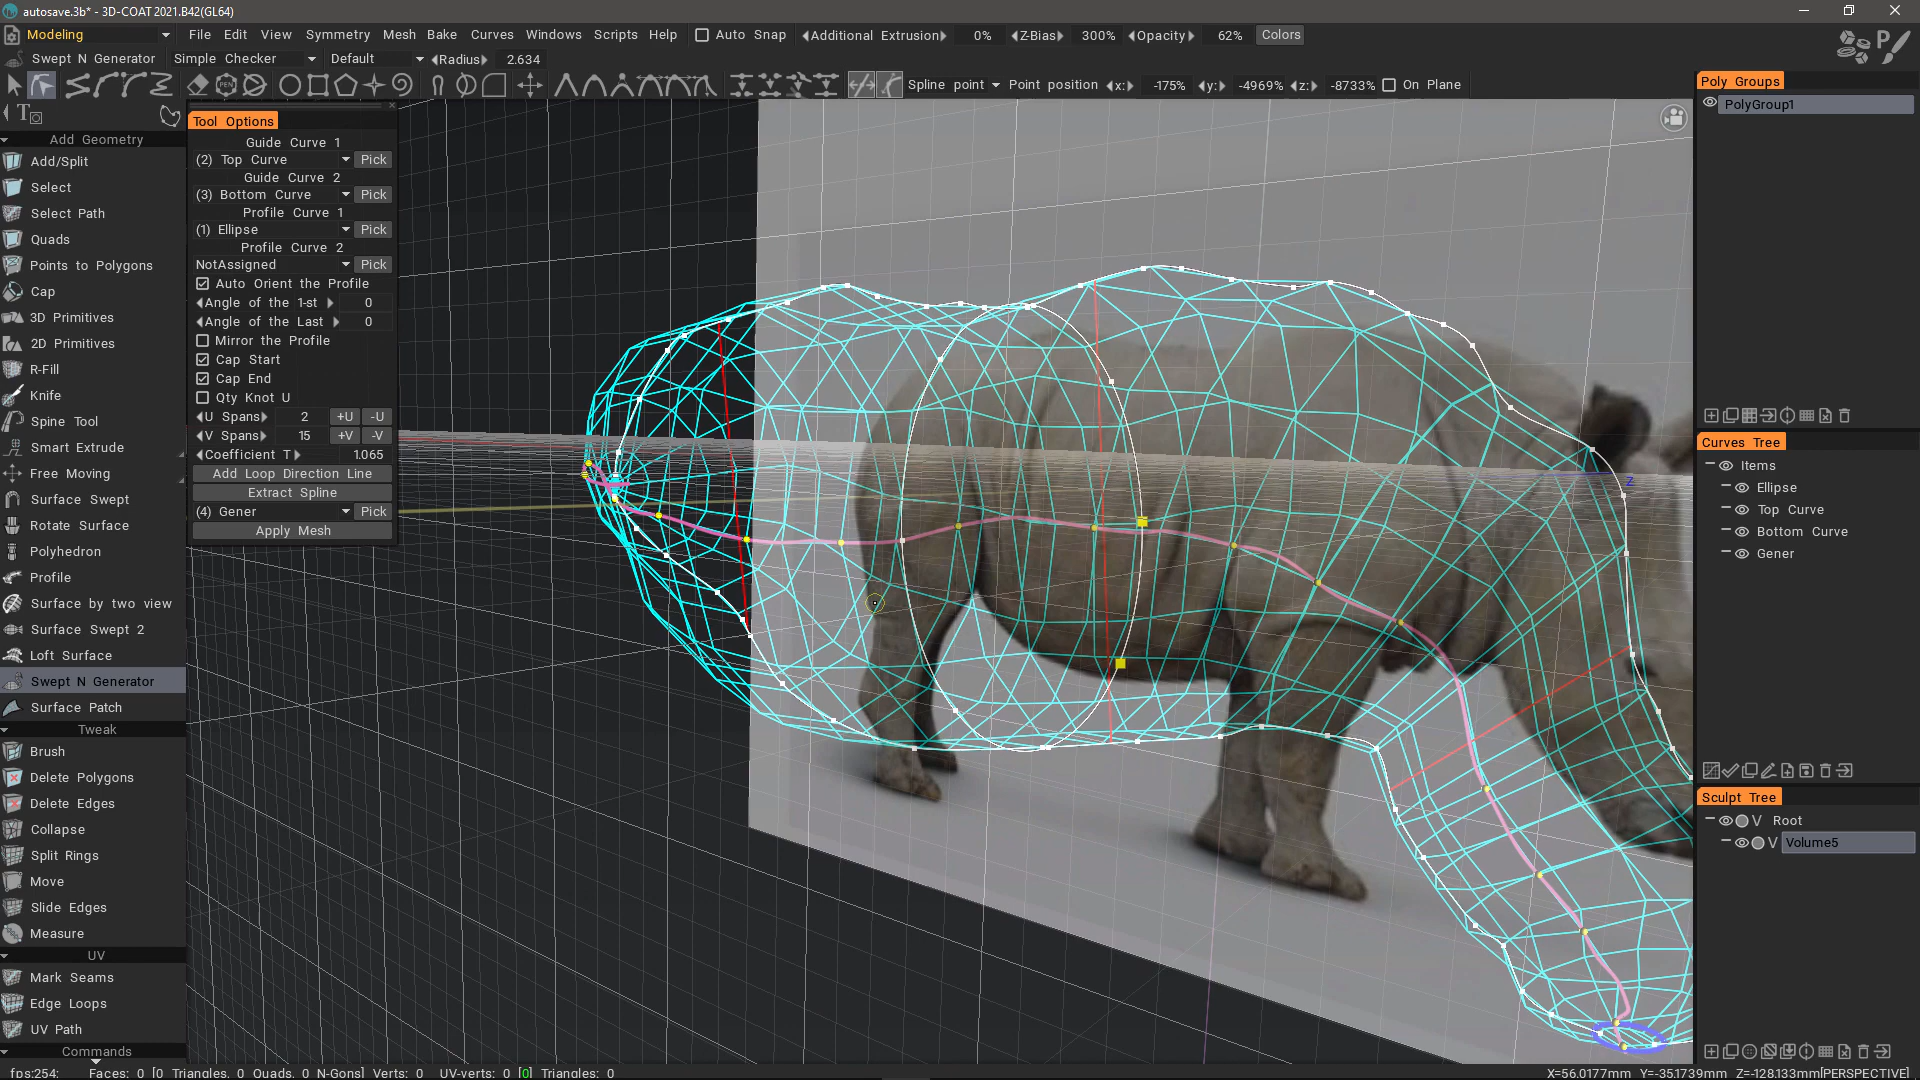 autosave.3b* - 3D-COAT 2021.B42(GL64)
Modeling File Edit View Symmetry Mesh Bake Curves Windows Scripts Help Auto Snap Additional Extrusion 0% Z-Bias 300% Opacity 62% Colors
Swept N Generator Simple Checker Default Radius 2.634
Spline point Point position x: -175% y: -4969% z: -8733% On Plane
Add Geometry
Add/Split
Select
Select Path
Quads
Points to Polygons
Cap
3D Primitives
2D Primitives
R-Fill
Knife
Spine Tool
Smart Extrude
Free Moving
Surface Swept
Rotate Surface
Polyhedron
Profile
Surface by two view
Surface Swept 2
Loft Surface
Swept N Generator
Surface Patch
Tweak
Brush
Delete Polygons
Delete Edges
Collapse
Split Rings
Move
Slide Edges
Measure
UV
Mark Seams
Edge Loops
UV Path
Commands
Tool Options
Guide Curve 1
(2) Top Curve Pick
Guide Curve 2
(3) Bottom Curve Pick
Profile Curve 1
(1) Ellipse Pick
Profile Curve 2
NotAssigned Pick
Auto Orient the Profile
Angle of the 1-st 0
Angle of the Last 0
Mirror the Profile
Cap Start
Cap End
Qty Knot U
U Spans 2 +U -U
V Spans 15 +V -V
Coefficient T 1.065
Add Loop Direction Line
Extract Spline
(4) Gener Pick
Apply Mesh
Z
Poly Groups
PolyGroup1
Curves Tree
Items
Ellipse
Top Curve
Bottom Curve
Gener
Sculpt Tree
V Root
V Volume5
fps:254; Faces: 0 [0 Triangles, 0 Quads, 0 N-Gons] Verts: 0 UV-verts: 0 [0] Triangles: 0 X=56.0177mm Y=-35.1739mm Z=-128.133mm[PERSPECTIVE]